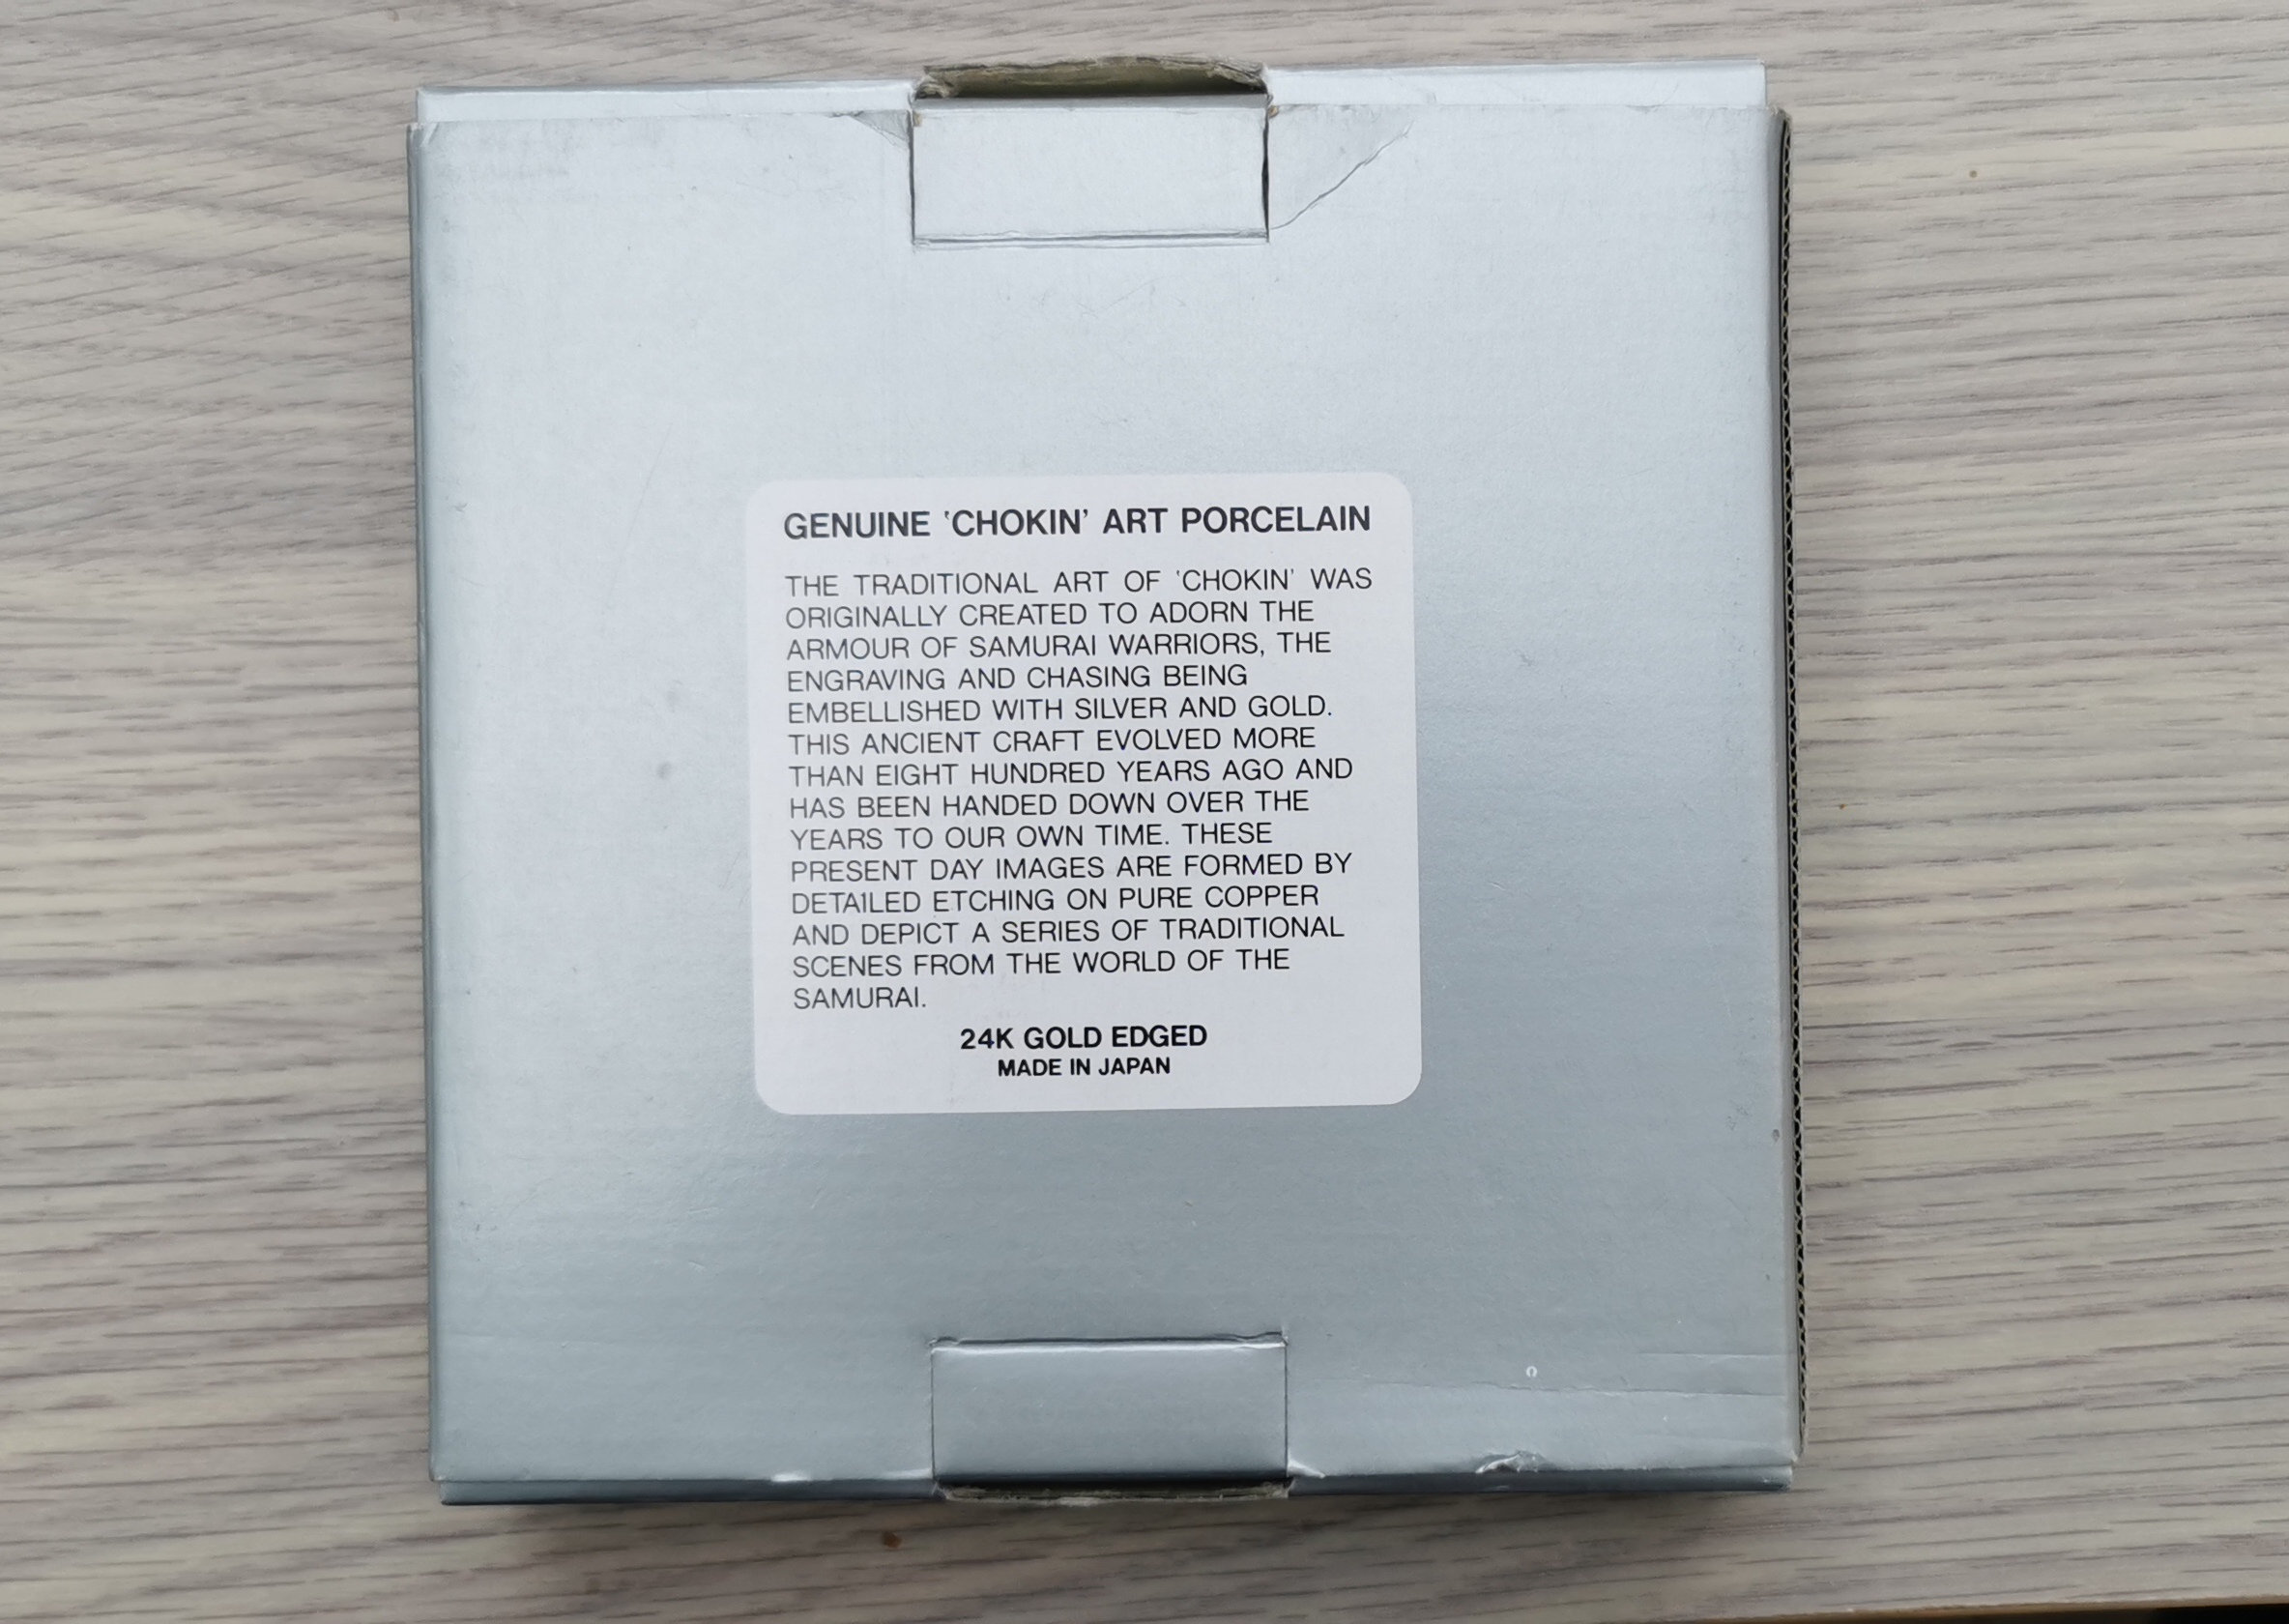 GENUINE ‘CHOKIN’ ART PORCELAIN
THE TRADITIONAL ART OF ‘CHOKIN’ WAS
ORIGINALLY CREATED TO ADORN THE
ARMOUR OF SAMURAI WARRIORS, THE
ENGRAVING AND CHASING BEING
EMBELLISHED WITH SILVER AND GOLD.
THIS ANCIENT CRAFT EVOLVED MORE
THAN EIGHT HUNDRED YEARS AGO AND
HAS BEEN HANDED DOWN OVER THE
YEARS TO OUR OWN TIME. THESE
PRESENT DAY IMAGES ARE FORMED BY
DETAILED ETCHING ON PURE COPPER
AND DEPICT A SERIES OF TRADITIONAL
SCENES FROM THE WORLD OF THE
SAMURAI.
24K GOLD EDGED
MADE IN JAPAN